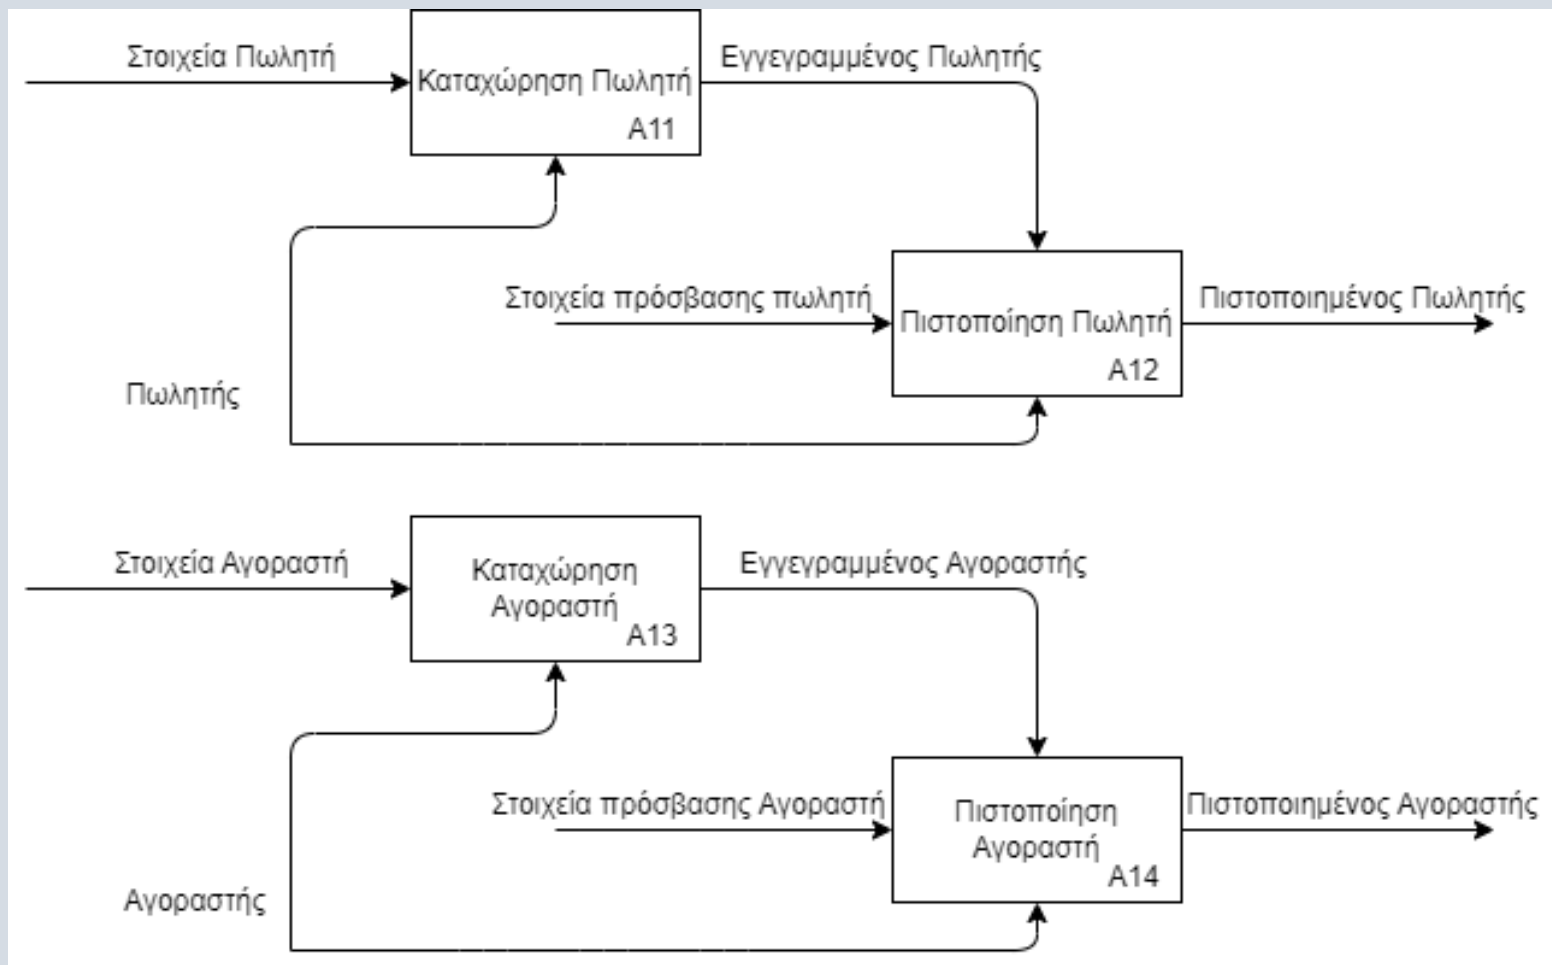 Στοιχεία Πωλητή
Καταχώρηση Πωλητή
A11
Εγγεγραμμένος Πωλητής
Στοιχεία πρόσβασης πωλητή
Πιστοποίηση Πωλητή
A12
Πιστοποιημένος Πωλητής
Πωλητής
Στοιχεία Αγοραστή
Καταχώρηση
Αγοραστή
A13
Εγγεγραμμένος Αγοραστής
Στοιχεία πρόσβασης Αγοραστή
Πιστοποίηση
Αγοραστή
A14
Πιστοποιημένος Αγοραστής
Αγοραστής